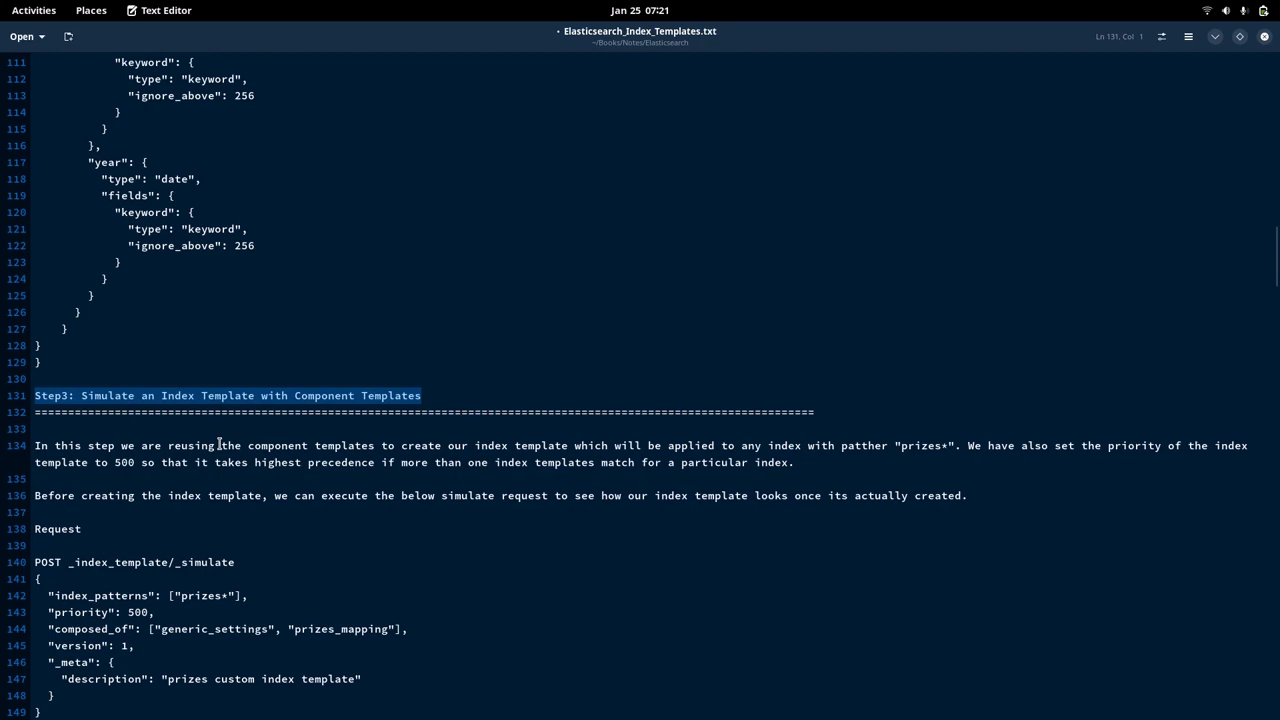 Activities Places Text Editor Jan 25 07:21
Open • Elasticsearch_Index_Templates.txt Ln 131, Col 1
~/Books/Notes/Elasticsearch
111 "keyword": {
112 "type": "keyword",
113 "ignore_above": 256
114 }
115 }
116 },
117 "year": {
118 "type": "date",
119 "fields": {
120 "keyword": {
121 "type": "keyword",
122 "ignore_above": 256
123 }
124 }
125 }
126 }
127 }
128 }
129 }
130
131 Step3: Simulate an Index Template with Component Templates
132 =====================================================================================================================
133
134 In this step we are reusing the component templates to create our index template which will be applied to any index with patther "prizes*". We have also set the priority of the index
template to 500 so that it takes highest precedence if more than one index templates match for a particular index.
135
136 Before creating the index template, we can execute the below simulate request to see how our index template looks once its actually created.
137
138 Request
139
140 POST _index_template/_simulate
141 {
142 "index_patterns": ["prizes*"],
143 "priority": 500,
144 "composed_of": ["generic_settings", "prizes_mapping"],
145 "version": 1,
146 "_meta": {
147 "description": "prizes custom index template"
148 }
149 }